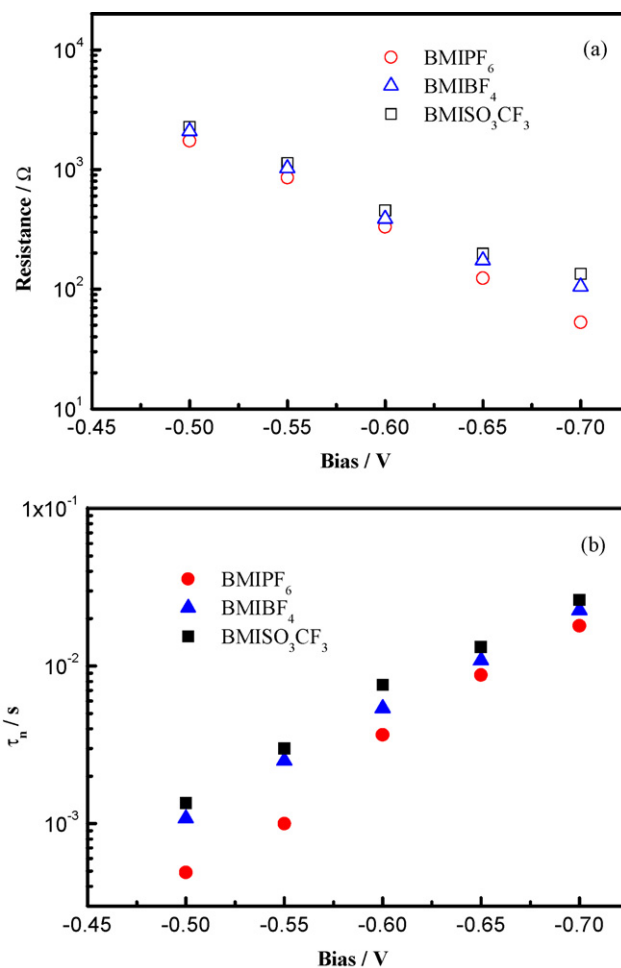 10⁴
(a)
BMIPF₆
BMIBF₄
BMISO₃CF₃
10³
Resistance / Ω
10²
10¹
-0.45 -0.50 -0.55 -0.60 -0.65 -0.70
Bias / V
1x10⁻¹
(b)
BMIPF₆
BMIBF₄
BMISO₃CF₃
10⁻²
τₙ / s
10⁻³
-0.45 -0.50 -0.55 -0.60 -0.65 -0.70
Bias / V